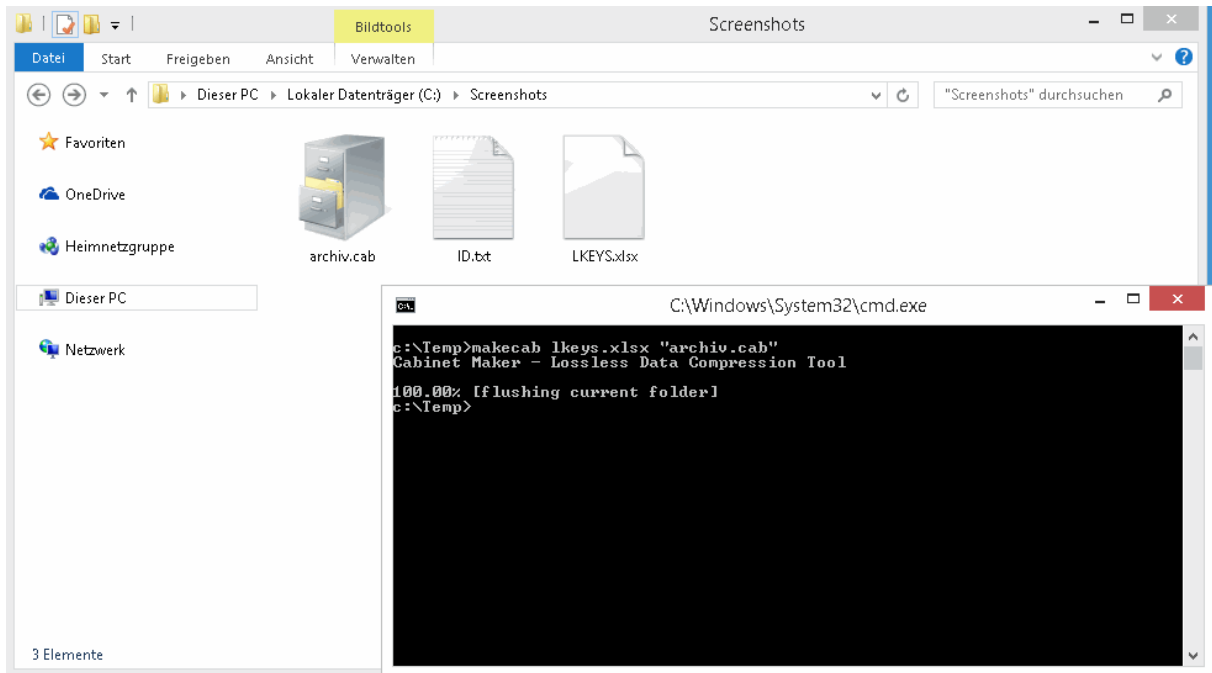 Bildtools
Screenshots
Datei Start Freigeben Ansicht Verwalten
Dieser PC Lokaler Datenträger (C:) Screenshots
"Screenshots" durchsuchen
Favoriten
OneDrive
Heimnetzgruppe
Dieser PC
Netzwerk
archiv.cab
ID.txt
LKEYS.xlsx
3 Elemente
C:\Windows\System32\cmd.exe
c:\Temp>makecab lkeys.xlsx "archiv.cab"
Cabinet Maker - Lossless Data Compression Tool
100.00% [flushing current folder]
c:\Temp>